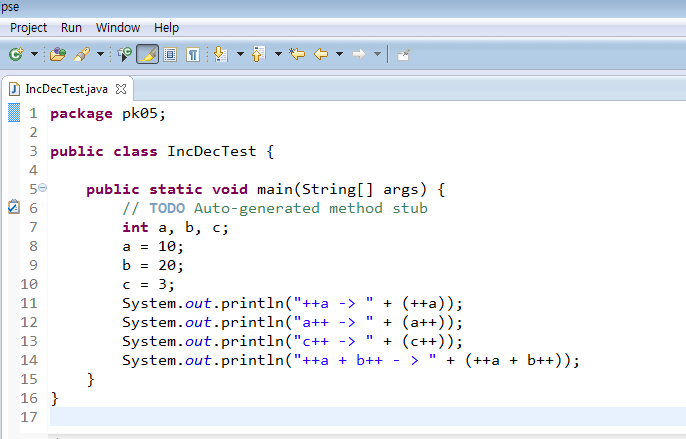 pse
Project Run Window Help
IncDecTest.java
1 package pk05;
2
3 public class IncDecTest {
4
5     public static void main(String[] args) {
6         // TODO Auto-generated method stub
7         int a, b, c;
8         a = 10;
9         b = 20;
10         c = 3;
11         System.out.println("++a -> " + (++a));
12         System.out.println("a++ -> " + (a++));
13         System.out.println("c++ -> " + (c++));
14         System.out.println("++a + b++ - > " + (++a + b++));
15     }
16 }
17